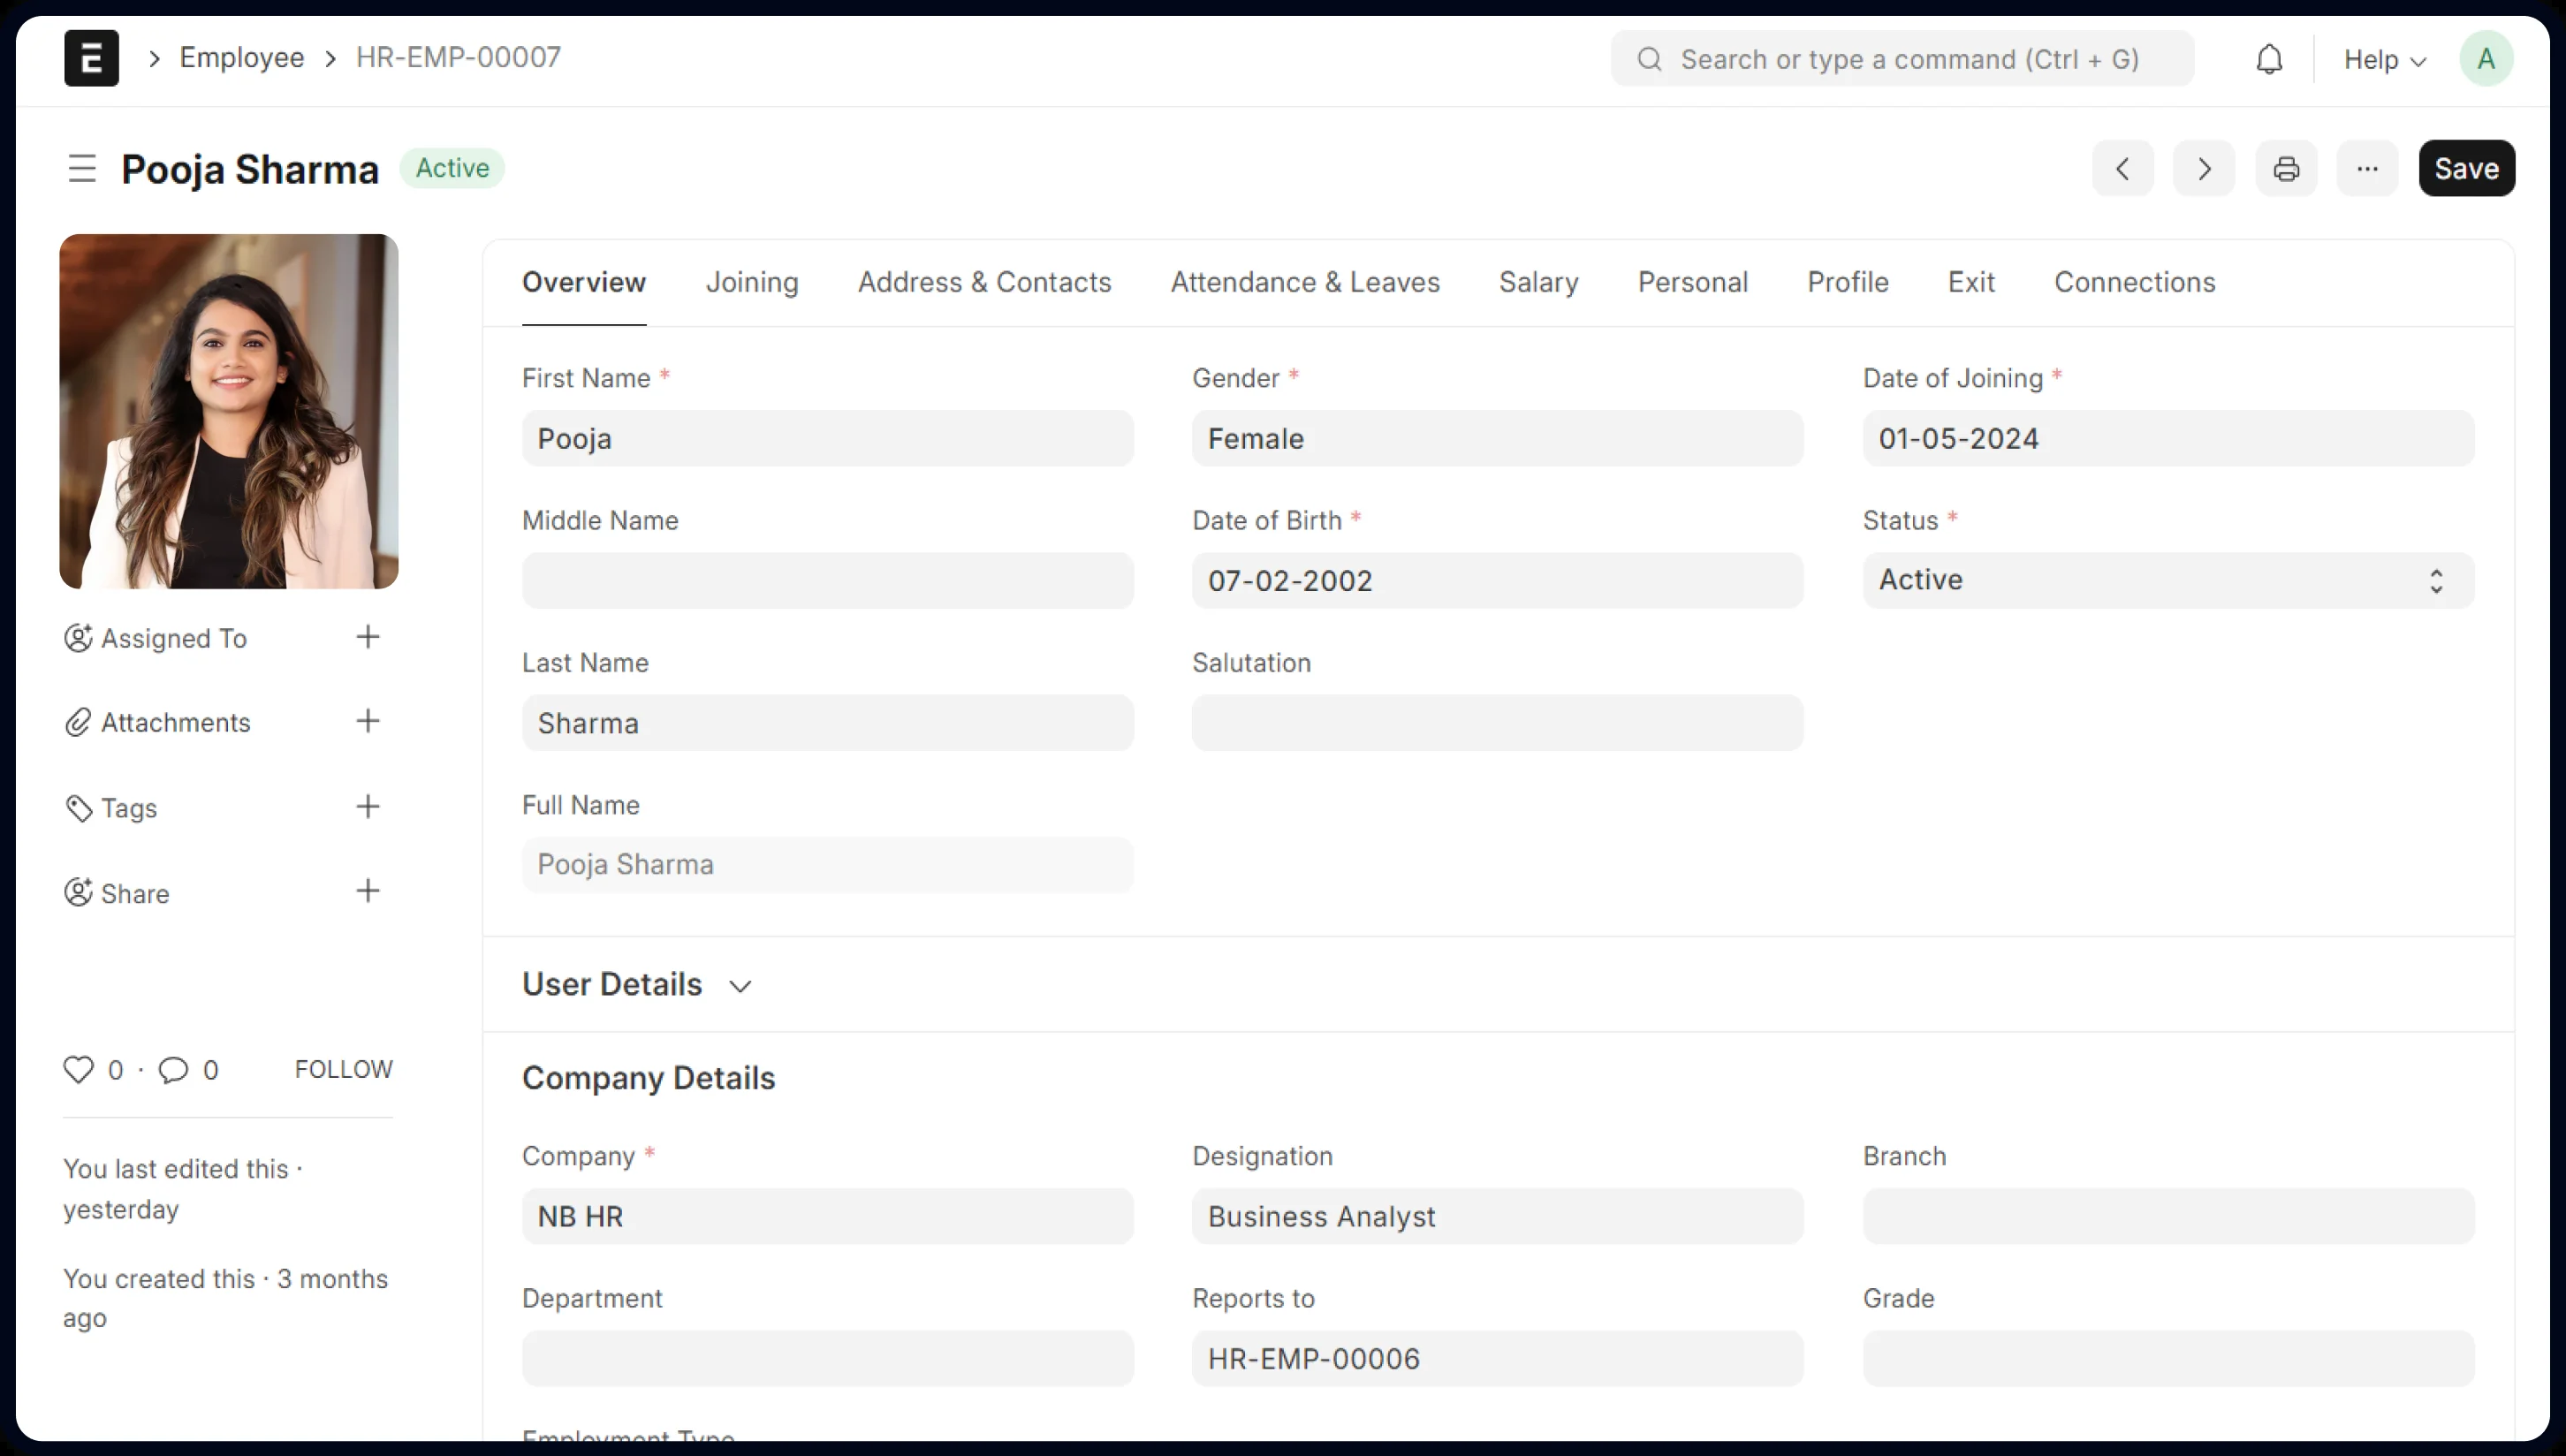 E
Employee HR-EMP-00007
Search or type a command (Ctrl + G)
Help
A
Pooja Sharma Active
Save
Overview Joining Address & Contacts Attendance & Leaves Salary Personal Profile Exit Connections
First Name * Gender * Date of Joining *
Pooja Female 01-05-2024
Middle Name Date of Birth * Status *
07-02-2002 Active
Last Name Salutation
Sharma
Full Name
Pooja Sharma
Assigned To
Attachments
Tags
Share
0 · 0 FOLLOW
You last edited this ·
yesterday
You created this · 3 months
ago
User Details
Company Details
Company * Designation Branch
NB HR Business Analyst
Department Reports to Grade
HR-EMP-00006
Employment Type